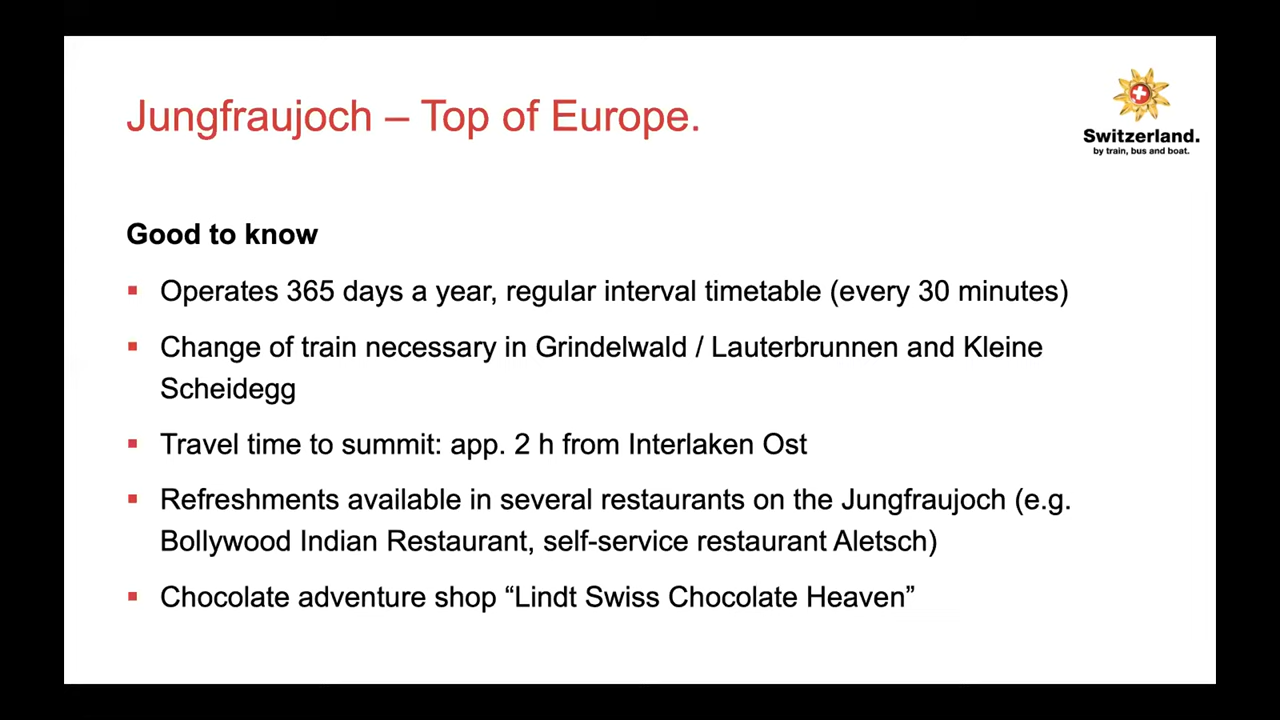 Jungfraujoch – Top of Europe.
Switzerland.
by train, bus and boat.
Good to know
▪ Operates 365 days a year, regular interval timetable (every 30 minutes)
▪ Change of train necessary in Grindelwald / Lauterbrunnen and Kleine
Scheidegg
▪ Travel time to summit: app. 2 h from Interlaken Ost
▪ Refreshments available in several restaurants on the Jungfraujoch (e.g.
Bollywood Indian Restaurant, self-service restaurant Aletsch)
▪ Chocolate adventure shop “Lindt Swiss Chocolate Heaven”